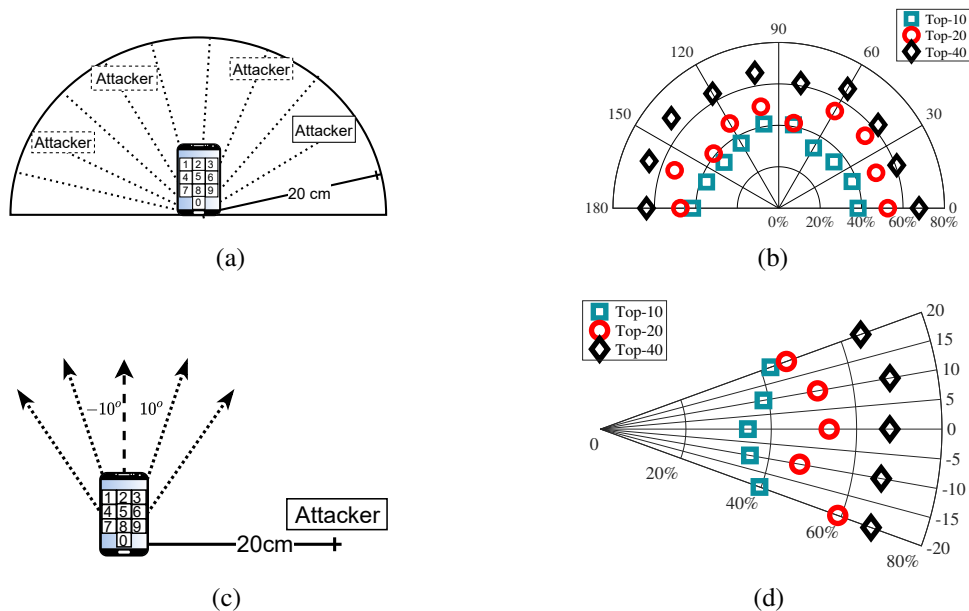 Attacker
Attacker
Attacker
Attacker
1 2 3
4 5 6
7 8 9
0
20 cm
(a)
Top-10
Top-20
Top-40
90
120
60
150
30
180
0
0%
20%
40%
60%
80%
(b)
−10°
10°
1 2 3
4 5 6
7 8 9
0
Attacker
20cm
(c)
Top-10
Top-20
Top-40
20
15
10
5
0
-5
-10
-15
-20
0
20%
40%
60%
80%
(d)